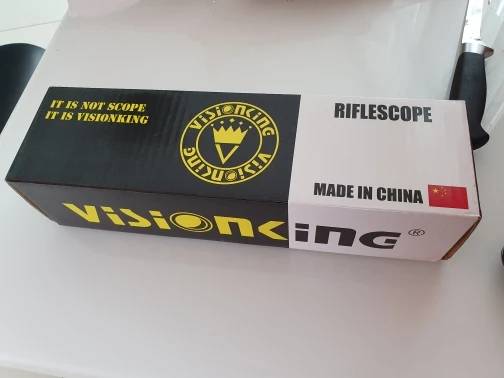 IT IS NOT SCOPE
IT IS VISIONKING
VISIONKING
VISIONKING
RIFLESCOPE
MADE IN CHINA
VISIONKING ®